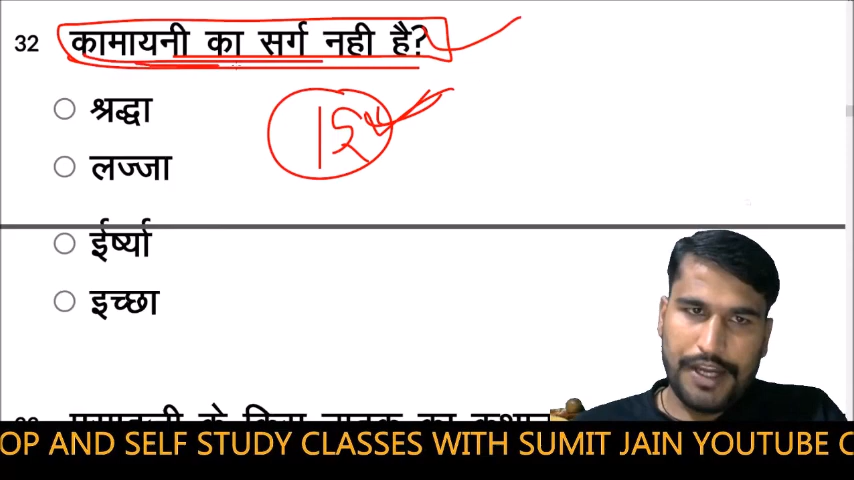 32 कामायनी का सर्ग नही है?
श्रद्धा
15
लज्जा
ईर्ष्या
इच्छा
OP AND SELF STUDY CLASSES WITH SUMIT JAIN YOUTUBE C